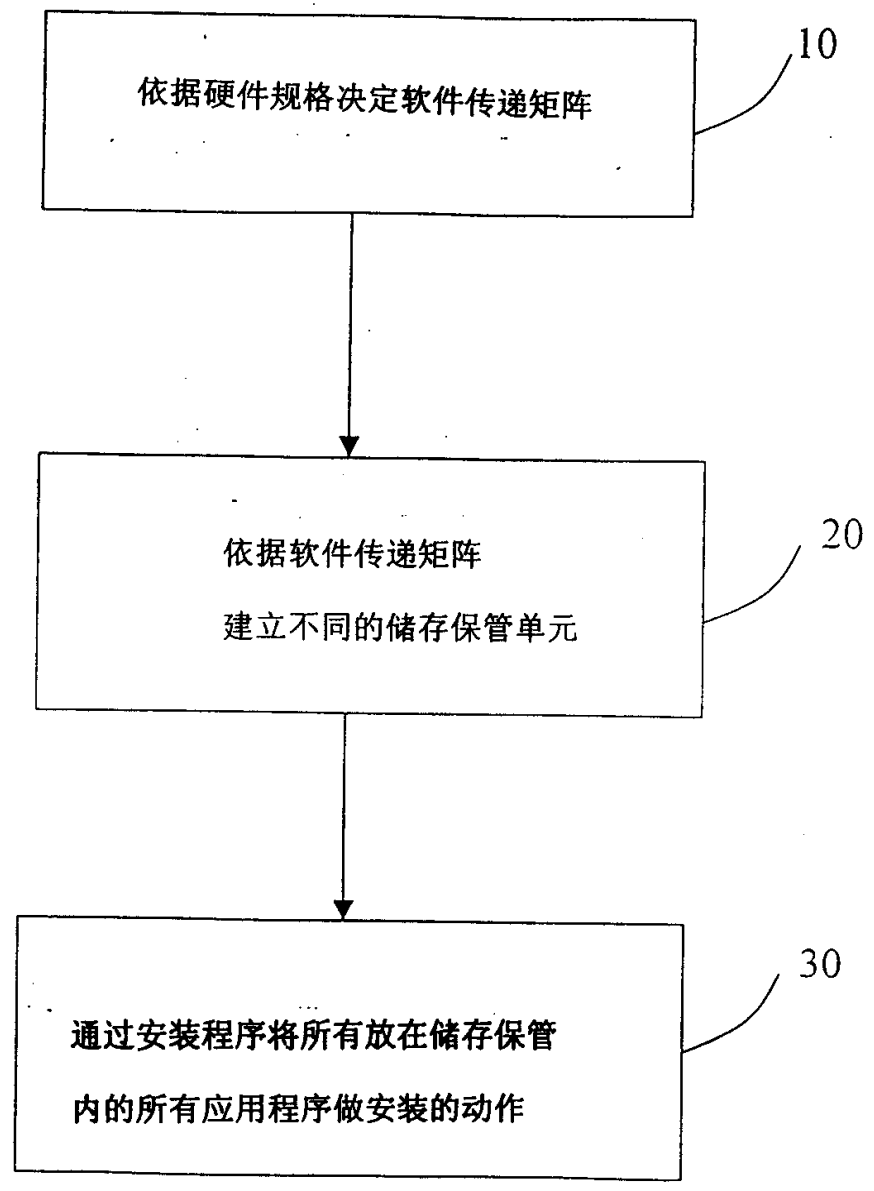 依据硬件规格决定软件传递矩阵
10
依据软件传递矩阵
建立不同的储存保管单元
20
通过安装程序将所有放在储存保管
内的所有应用程序做安装的动作
30